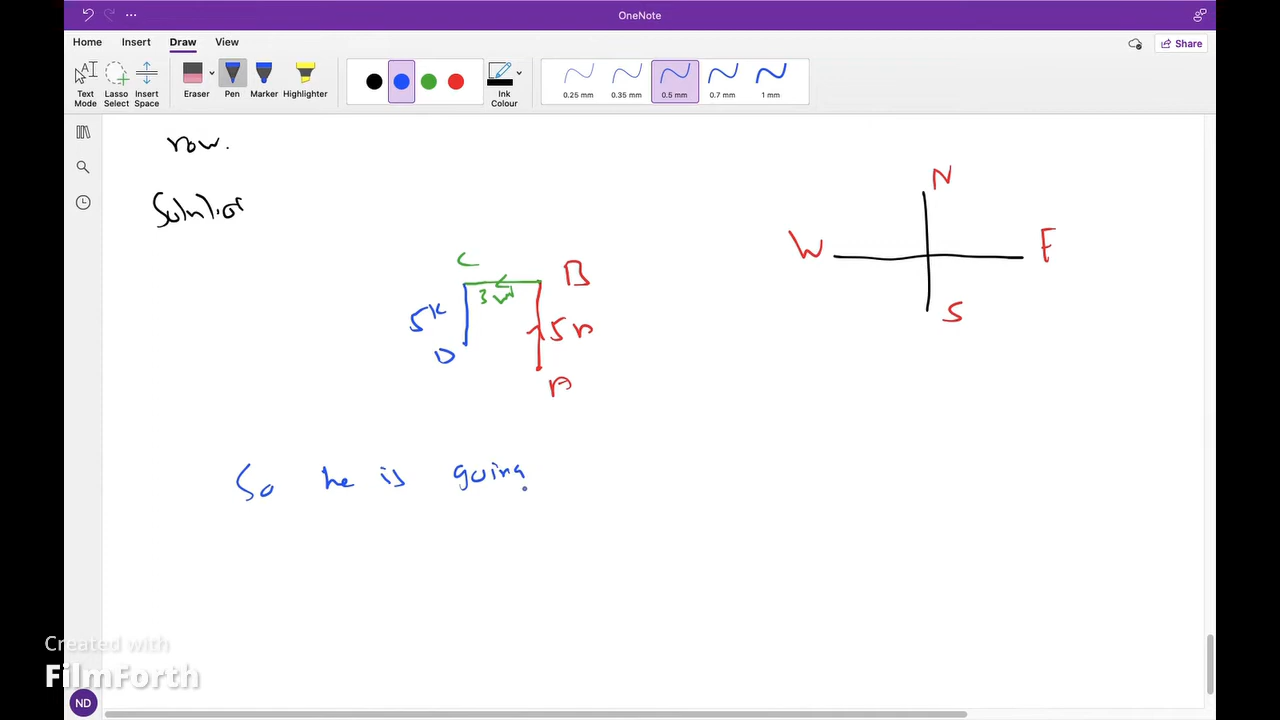 OneNote
Home Insert Draw View
Share
Text Mode
Lasso Select
Insert Space
Eraser
Pen
Marker
Highlighter
Ink Colour
0.25 mm
0.35 mm
0.5 mm
0.7 mm
1 mm
row.
N
W E
S
C B
3
5K 5
D
A
So he is going
Created with
FilmForth
ND